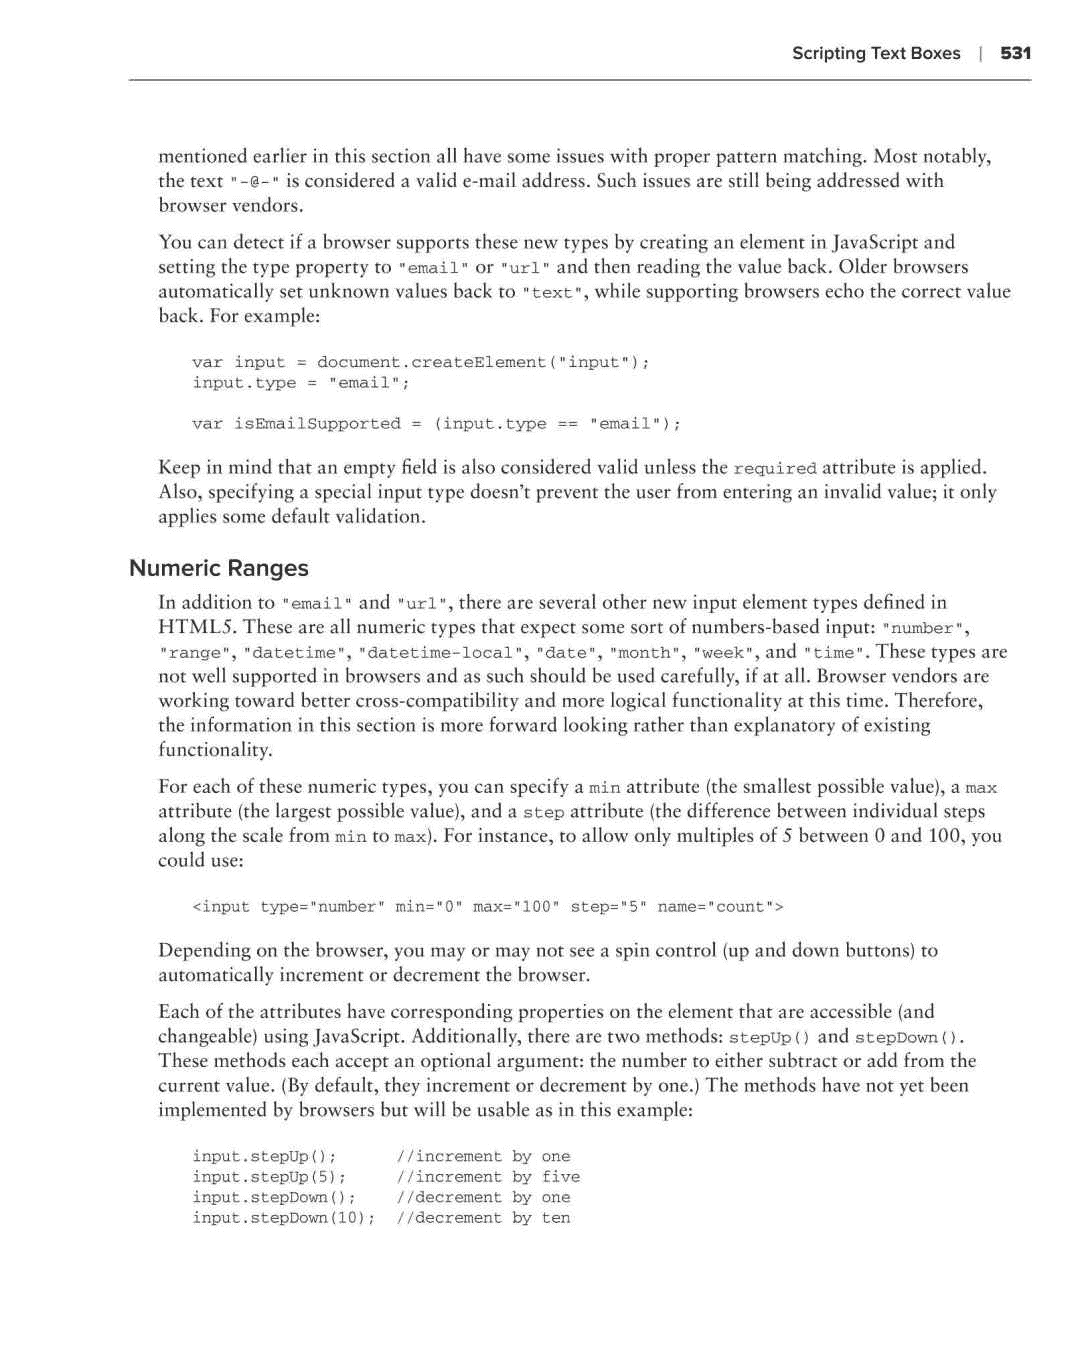 Scripting Text Boxes | 531
mentioned earlier in this section all have some issues with proper pattern matching. Most notably,
the text "-@-" is considered a valid e-mail address. Such issues are still being addressed with
browser vendors.
You can detect if a browser supports these new types by creating an element in JavaScript and
setting the type property to "email" or "url" and then reading the value back. Older browsers
automatically set unknown values back to "text", while supporting browsers echo the correct value
back. For example:
var input = document.createElement("input");
input.type = "email";
var isEmailSupported = (input.type == "email");
Keep in mind that an empty field is also considered valid unless the required attribute is applied.
Also, specifying a special input type doesn’t prevent the user from entering an invalid value; it only
applies some default validation.
Numeric Ranges
In addition to "email" and "url", there are several other new input element types defined in
HTML5. These are all numeric types that expect some sort of numbers-based input: "number",
"range", "datetime", "datetime-local", "date", "month", "week", and "time". These types are
not well supported in browsers and as such should be used carefully, if at all. Browser vendors are
working toward better cross-compatibility and more logical functionality at this time. Therefore,
the information in this section is more forward looking rather than explanatory of existing
functionality.
For each of these numeric types, you can specify a min attribute (the smallest possible value), a max
attribute (the largest possible value), and a step attribute (the difference between individual steps
along the scale from min to max). For instance, to allow only multiples of 5 between 0 and 100, you
could use:
<input type="number" min="0" max="100" step="5" name="count">
Depending on the browser, you may or may not see a spin control (up and down buttons) to
automatically increment or decrement the browser.
Each of the attributes have corresponding properties on the element that are accessible (and
changeable) using JavaScript. Additionally, there are two methods: stepUp() and stepDown().
These methods each accept an optional argument: the number to either subtract or add from the
current value. (By default, they increment or decrement by one.) The methods have not yet been
implemented by browsers but will be usable as in this example:
input.stepUp(); //increment by one
input.stepUp(5); //increment by five
input.stepDown(); //decrement by one
input.stepDown(10); //decrement by ten